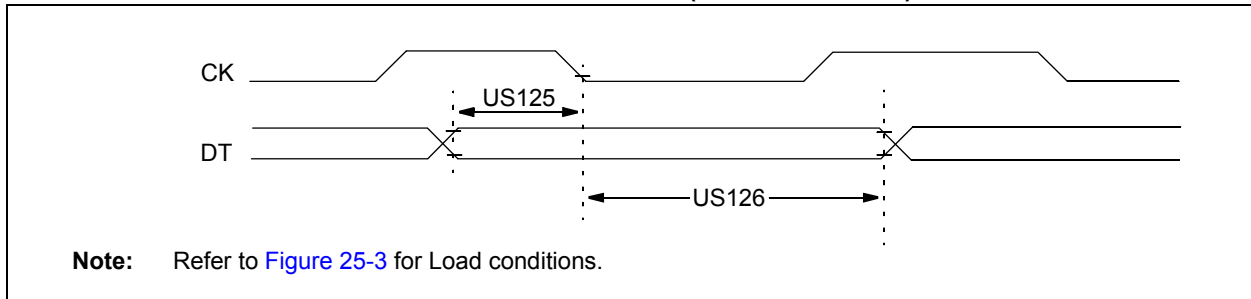 CK
US125
DT
US126
Note: Refer to Figure 25-3 for Load conditions.